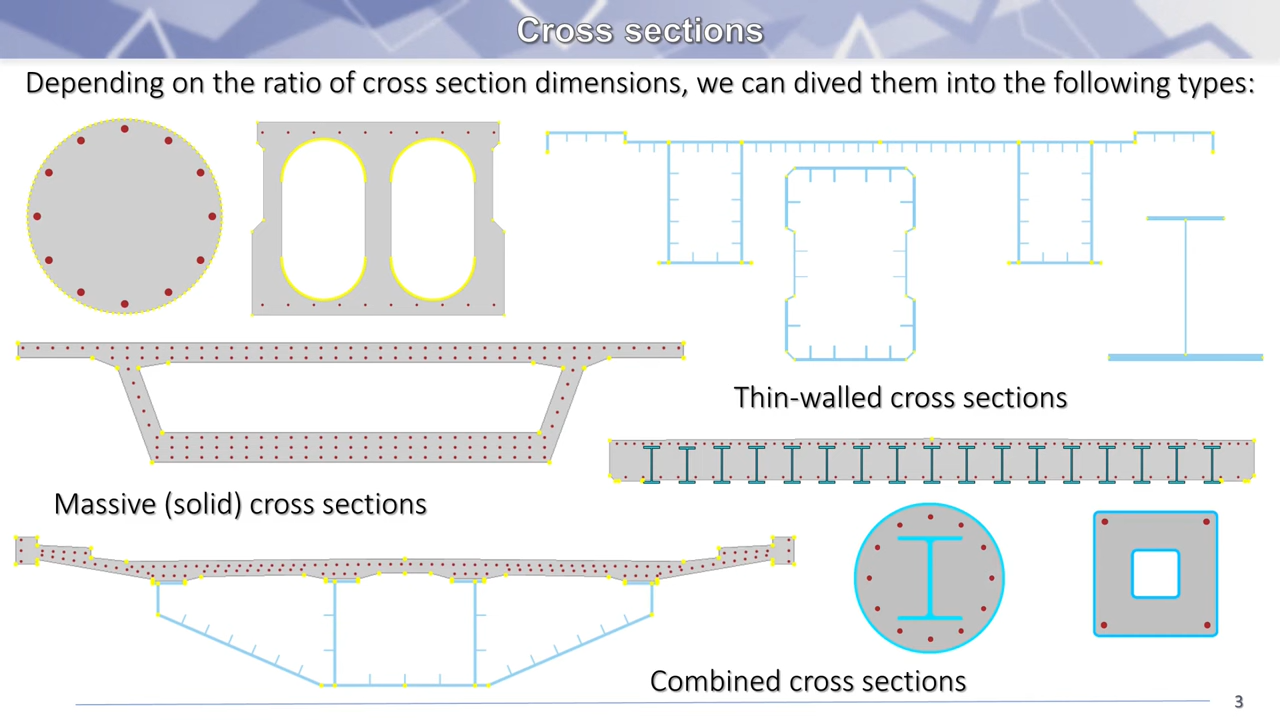 Cross sections
Depending on the ratio of cross section dimensions, we can dived them into the following types:
Thin-walled cross sections
Massive (solid) cross sections
Combined cross sections
3